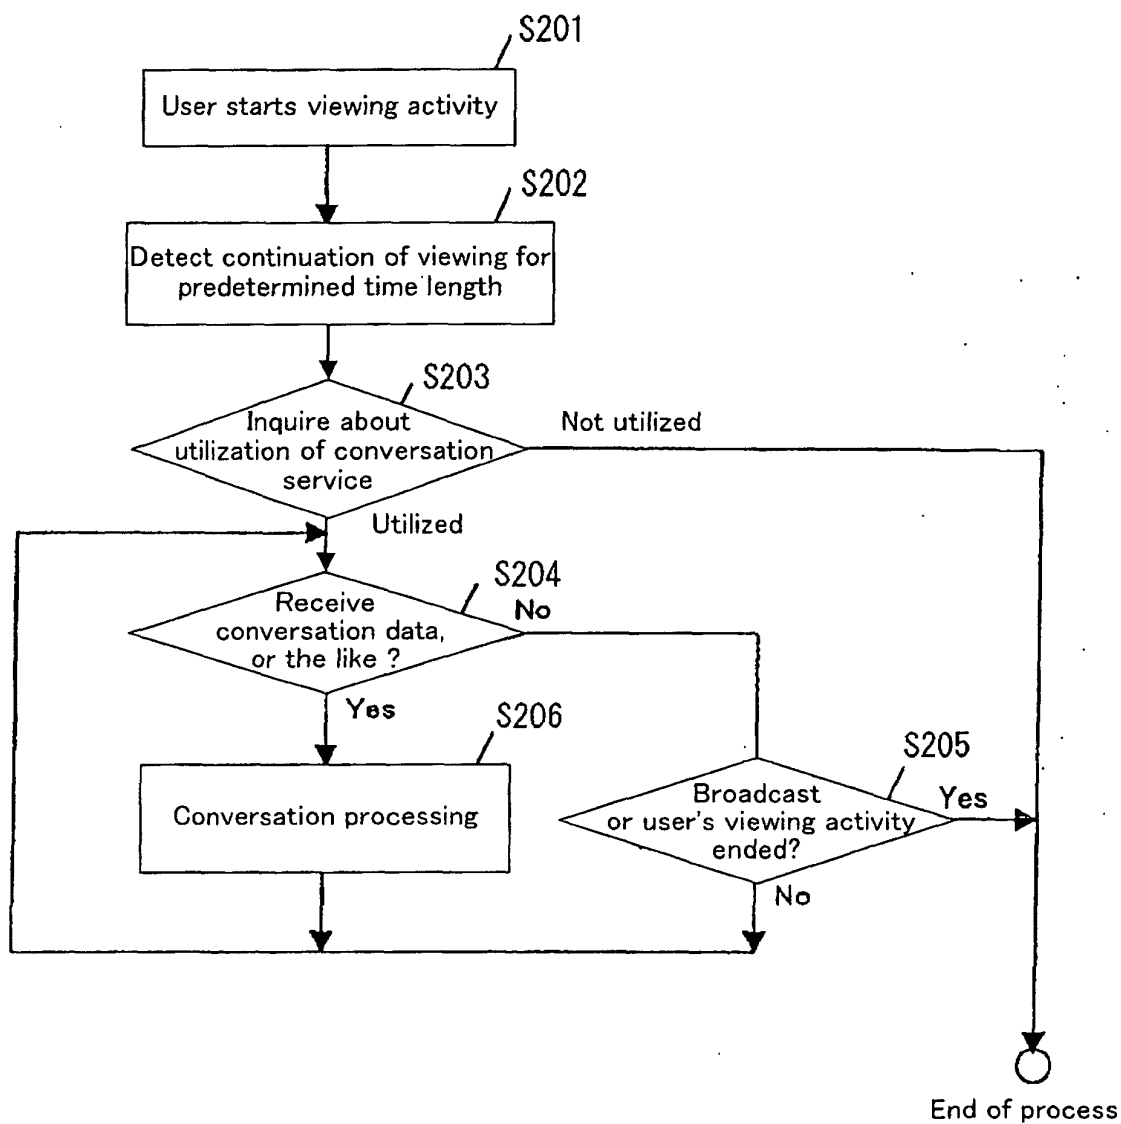 S201
User starts viewing activity
S202
Detect continuation of viewing for
predetermined time length
S203
Inquire about
utilization of conversation
service
Not utilized
Utilized
S204
Receive
conversation data,
or the like ?
No
Yes
S206
Conversation processing
S205
Broadcast
or user's viewing activity
ended?
Yes
No
End of process